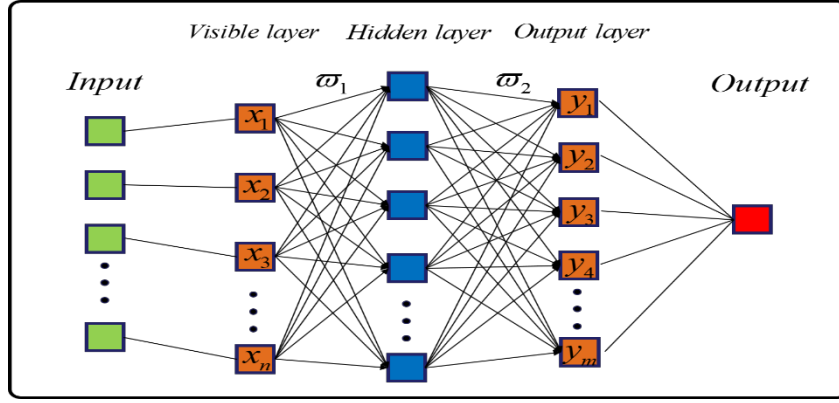 Visible layer Hidden layer Output layer
Input ϖ1 ϖ2 Output
x1
x2
x3
xn
y1
y2
y3
y4
ym